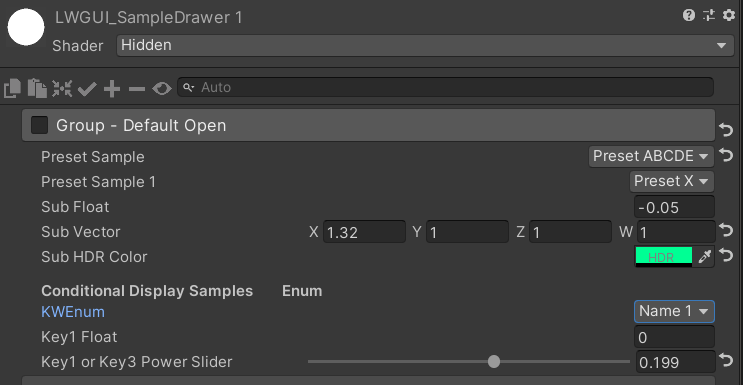 LWGUI_SampleDrawer 1
Shader Hidden
Auto
Group - Default Open
Preset Sample Preset ABCDE
Preset Sample 1 Preset X
Sub Float -0.05
Sub Vector X 1.32 Y 1 Z 1 W 1
Sub HDR Color HDR
Conditional Display Samples Enum
KWEnum Name 1
Key1 Float 0
Key1 or Key3 Power Slider 0.199